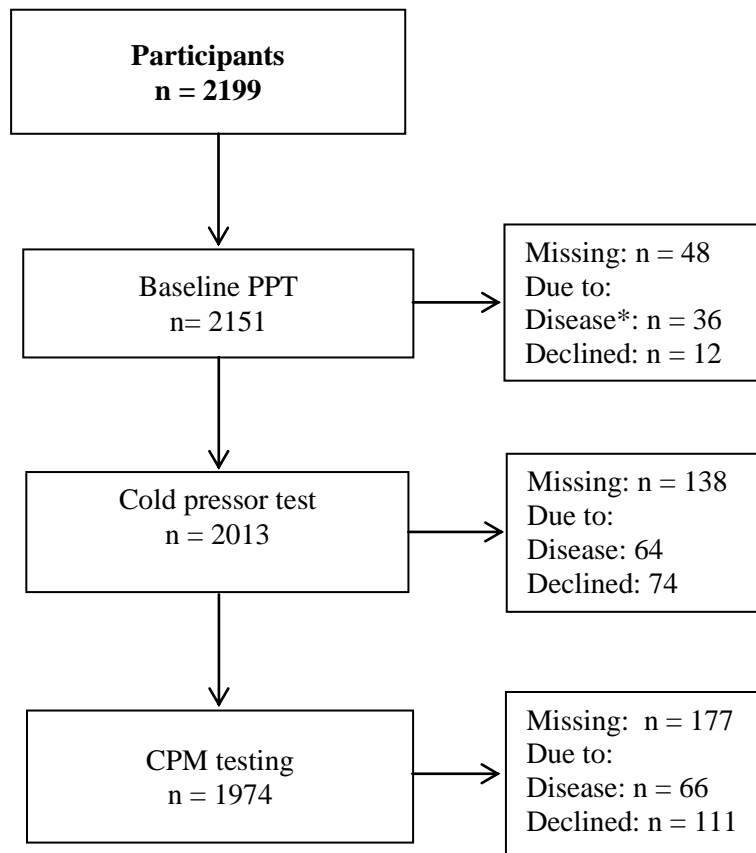 Participants
n = 2199
Baseline PPT
n= 2151
Missing: n = 48
Due to:
Disease*: n = 36
Declined: n = 12
Cold pressor test
n = 2013
Missing: n = 138
Due to:
Disease: 64
Declined: 74
CPM testing
n = 1974
Missing:  n = 177
Due to:
Disease: n = 66
Declined: n = 111